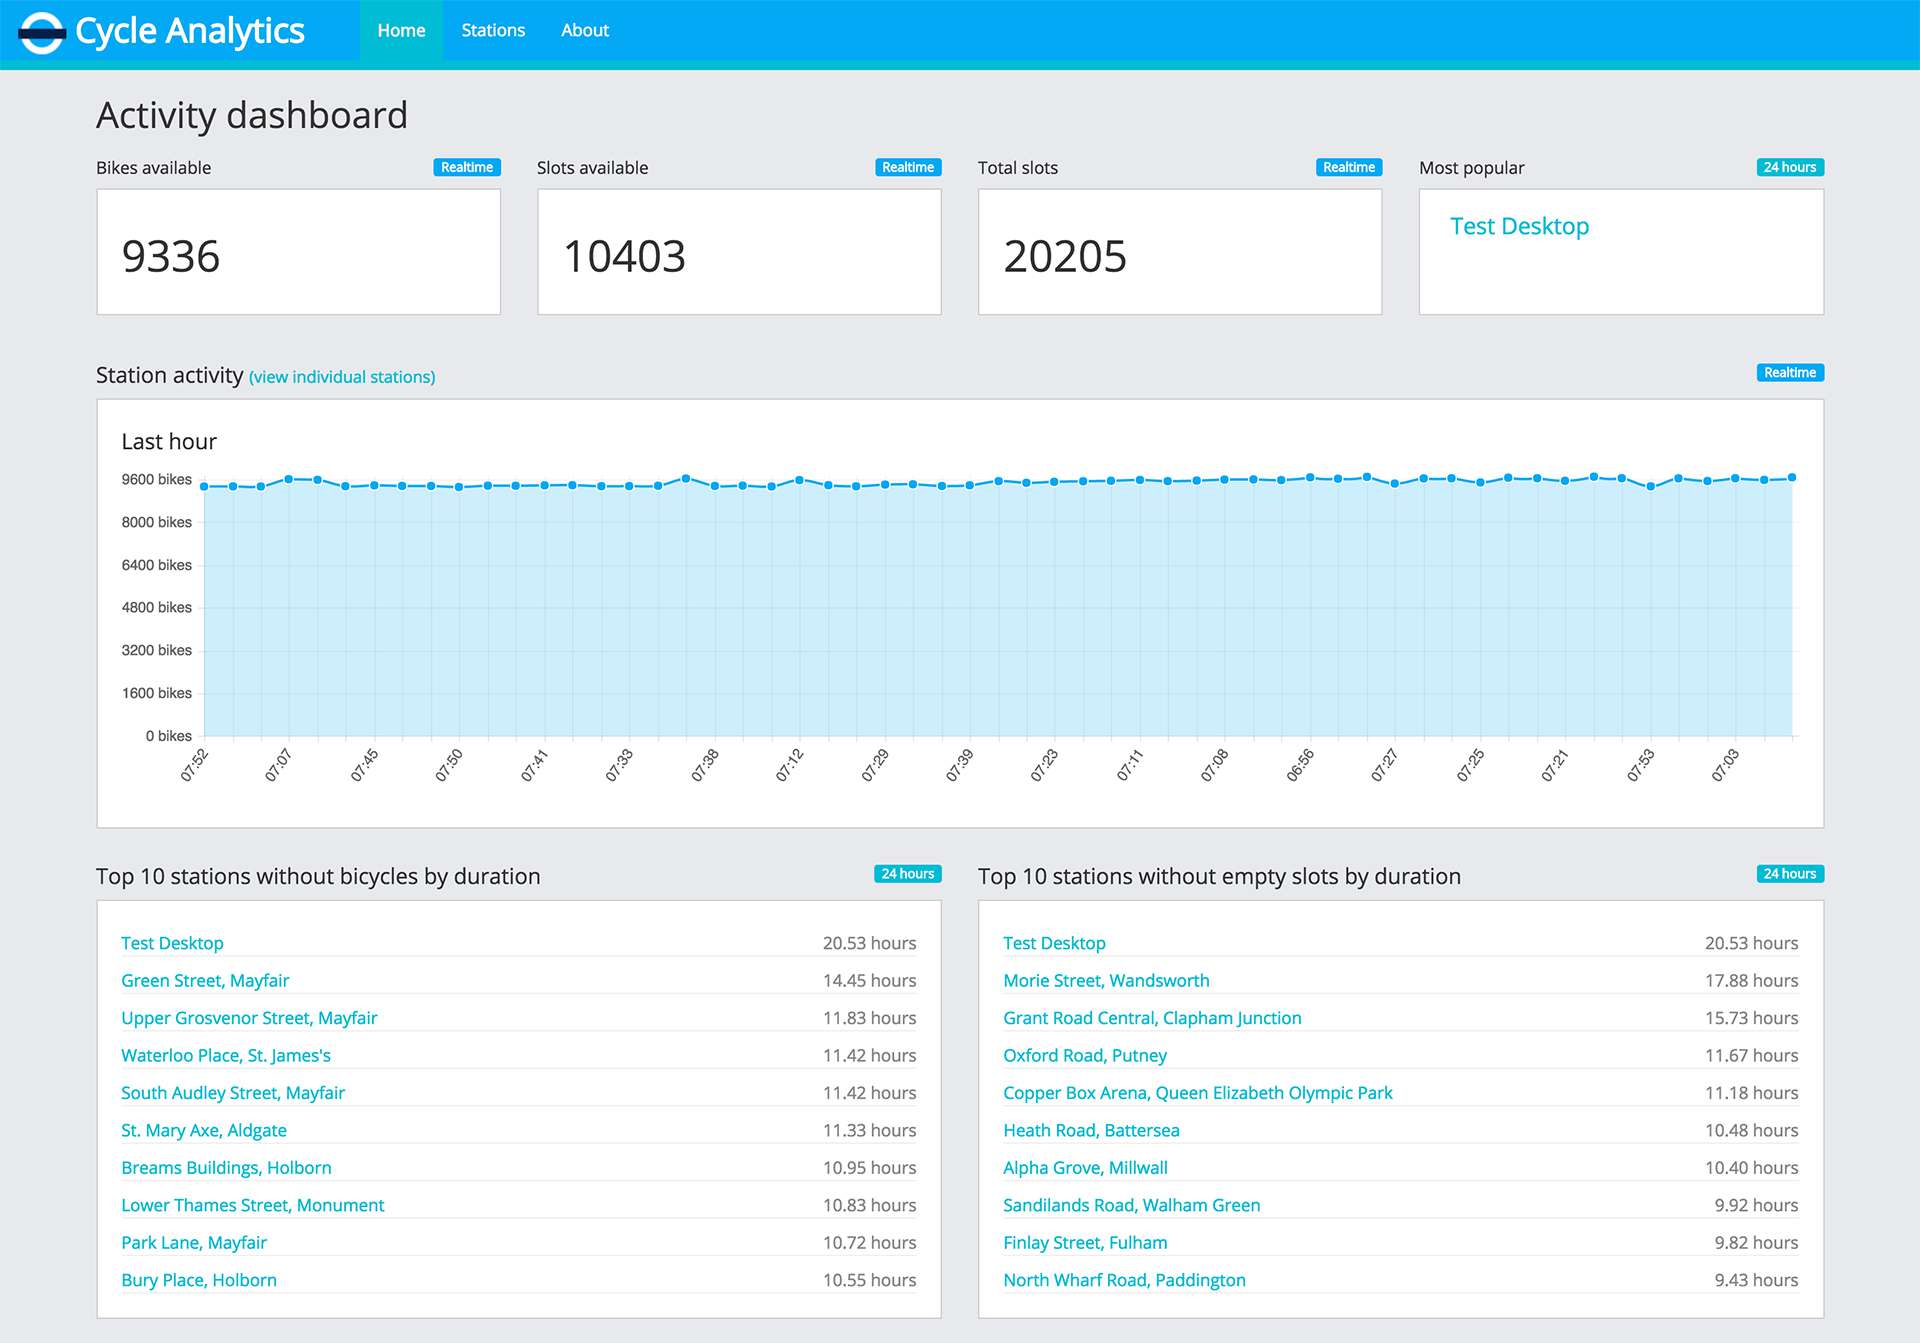 Cycle Analytics Home Stations About
Activity dashboard
Bikes available Realtime
9336
Slots available Realtime
10403
Total slots Realtime
20205
Most popular 24 hours
Test Desktop
Station activity (view individual stations) Realtime
Last hour
9600 bikes
8000 bikes
6400 bikes
4800 bikes
3200 bikes
1600 bikes
0 bikes
07:52 07:07 07:45 07:50 07:41 07:33 07:38 07:12 07:29 07:39 07:23 07:11 07:08 06:56 07:27 07:25 07:21 07:53 07:03
Top 10 stations without bicycles by duration 24 hours
Test Desktop 20.53 hours
Green Street, Mayfair 14.45 hours
Upper Grosvenor Street, Mayfair 11.83 hours
Waterloo Place, St. James's 11.42 hours
South Audley Street, Mayfair 11.42 hours
St. Mary Axe, Aldgate 11.33 hours
Breams Buildings, Holborn 10.95 hours
Lower Thames Street, Monument 10.83 hours
Park Lane, Mayfair 10.72 hours
Bury Place, Holborn 10.55 hours
Top 10 stations without empty slots by duration 24 hours
Test Desktop 20.53 hours
Morie Street, Wandsworth 17.88 hours
Grant Road Central, Clapham Junction 15.73 hours
Oxford Road, Putney 11.67 hours
Copper Box Arena, Queen Elizabeth Olympic Park 11.18 hours
Heath Road, Battersea 10.48 hours
Alpha Grove, Millwall 10.40 hours
Sandilands Road, Walham Green 9.92 hours
Finlay Street, Fulham 9.82 hours
North Wharf Road, Paddington 9.43 hours